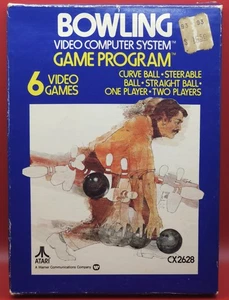 BOWLING
VIDEO COMPUTER SYSTEM™
GAME PROGRAM™
6 VIDEO
GAMES
CURVE BALL • STEERABLE
BALL • STRAIGHT BALL •
ONE PLAYER • TWO PLAYERS
ATARI
A Warner Communications Company
CX2628